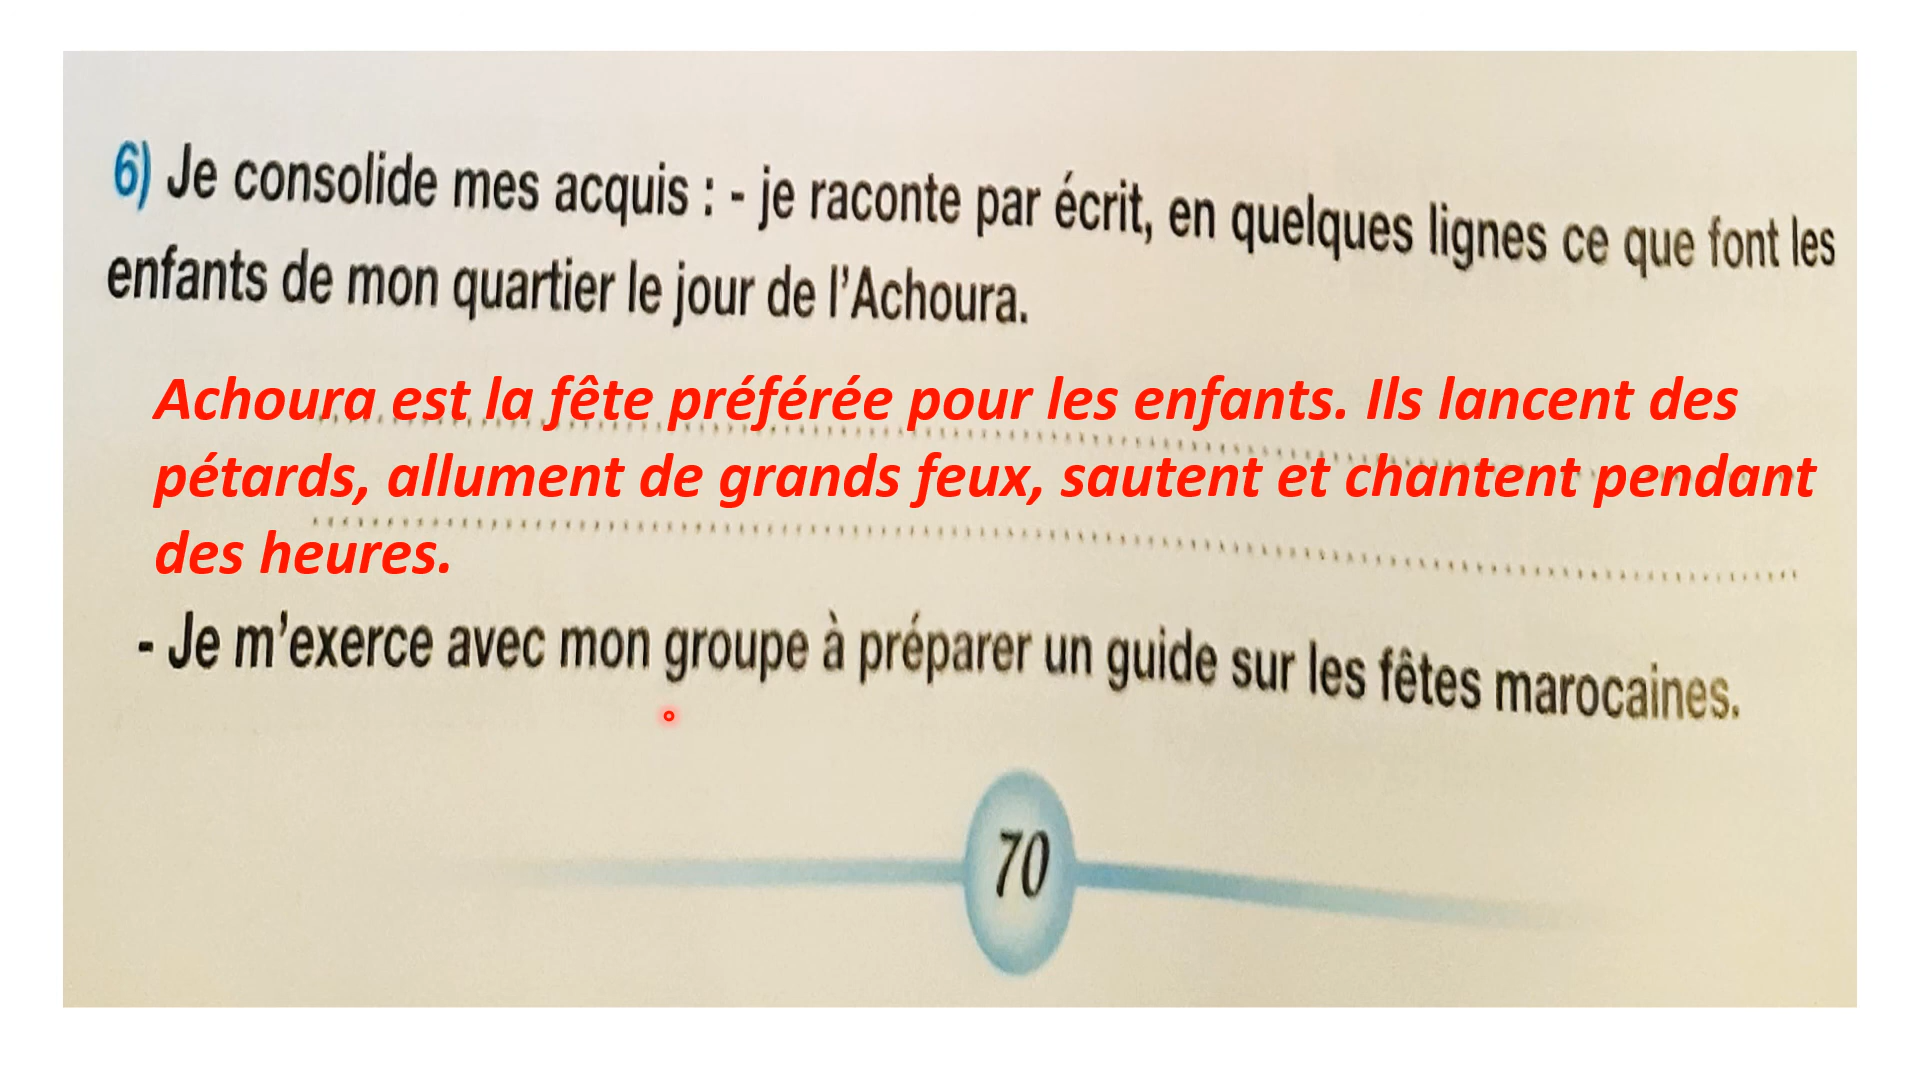 6) Je consolide mes acquis : - je raconte par écrit, en quelques lignes ce que font les
enfants de mon quartier le jour de l'Achoura.
Achoura est la fête préférée pour les enfants. Ils lancent des
pétards, allument de grands feux, sautent et chantent pendant
des heures.
- Je m'exerce avec mon groupe à préparer un guide sur les fêtes marocaines.
70